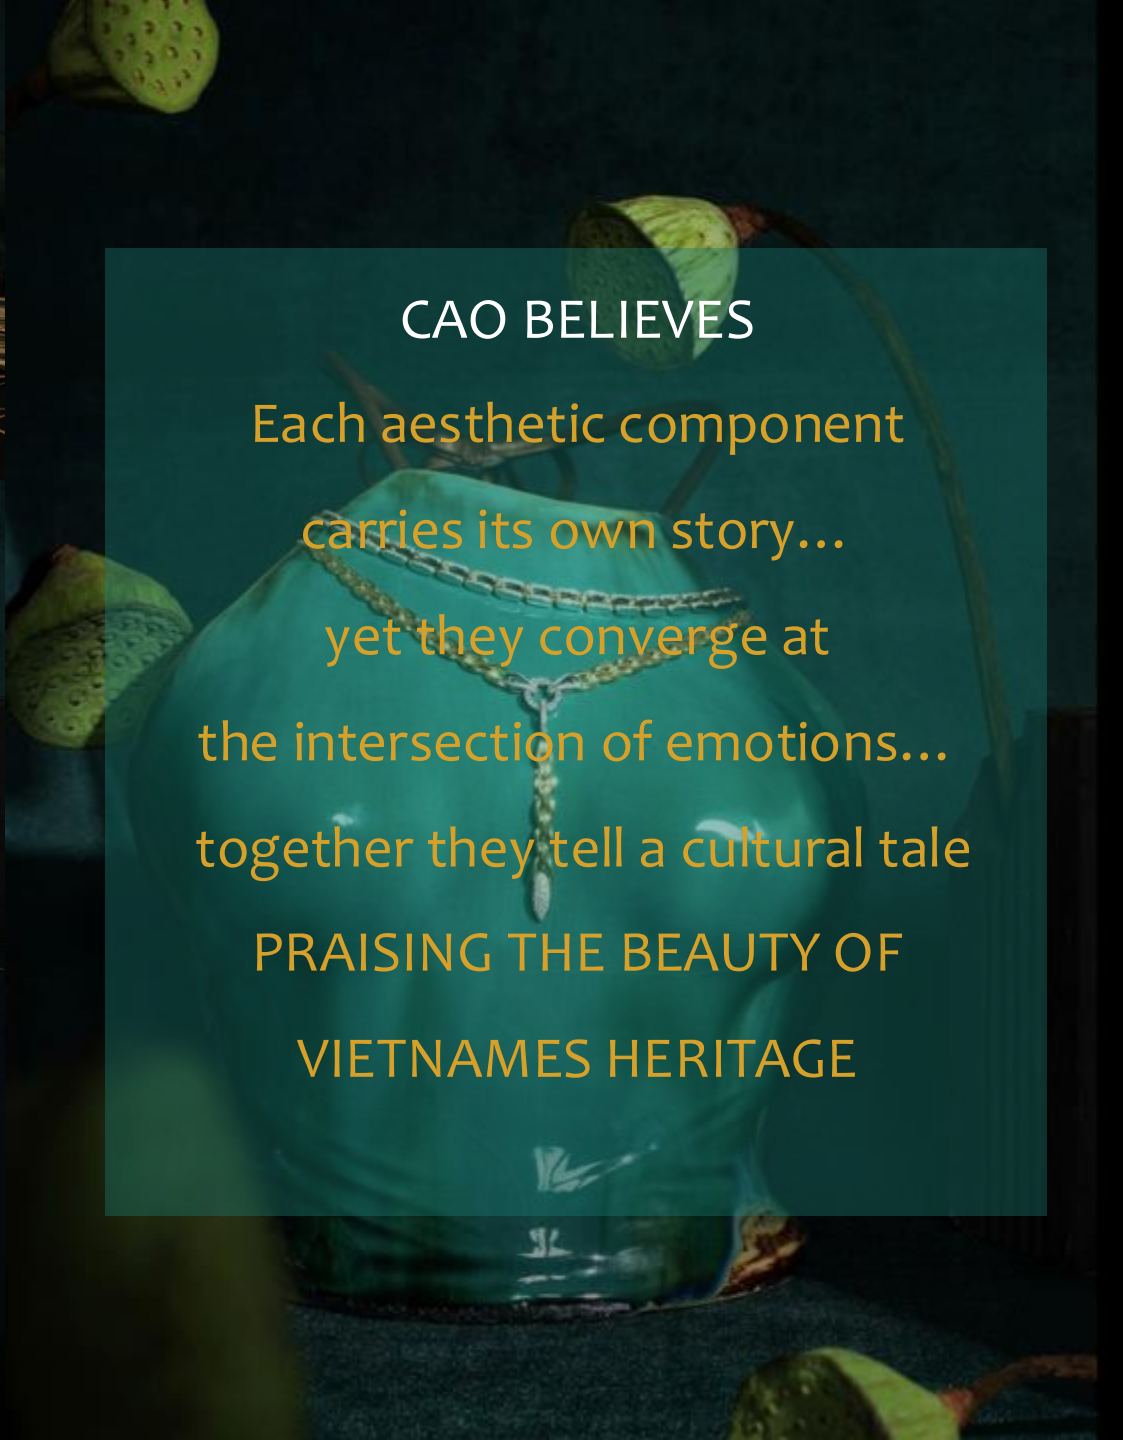 CAO BELIEVES
Each aesthetic component
carries its own story…
yet they converge at
the intersection of emotions…
together they tell a cultural tale
PRAISING THE BEAUTY OF
VIETNAMES HERITAGE